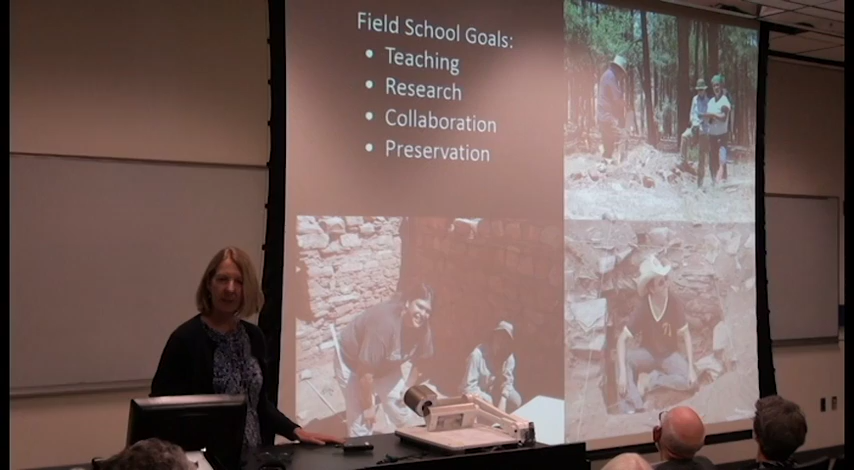 Field School Goals:
• Teaching
• Research
• Collaboration
• Preservation